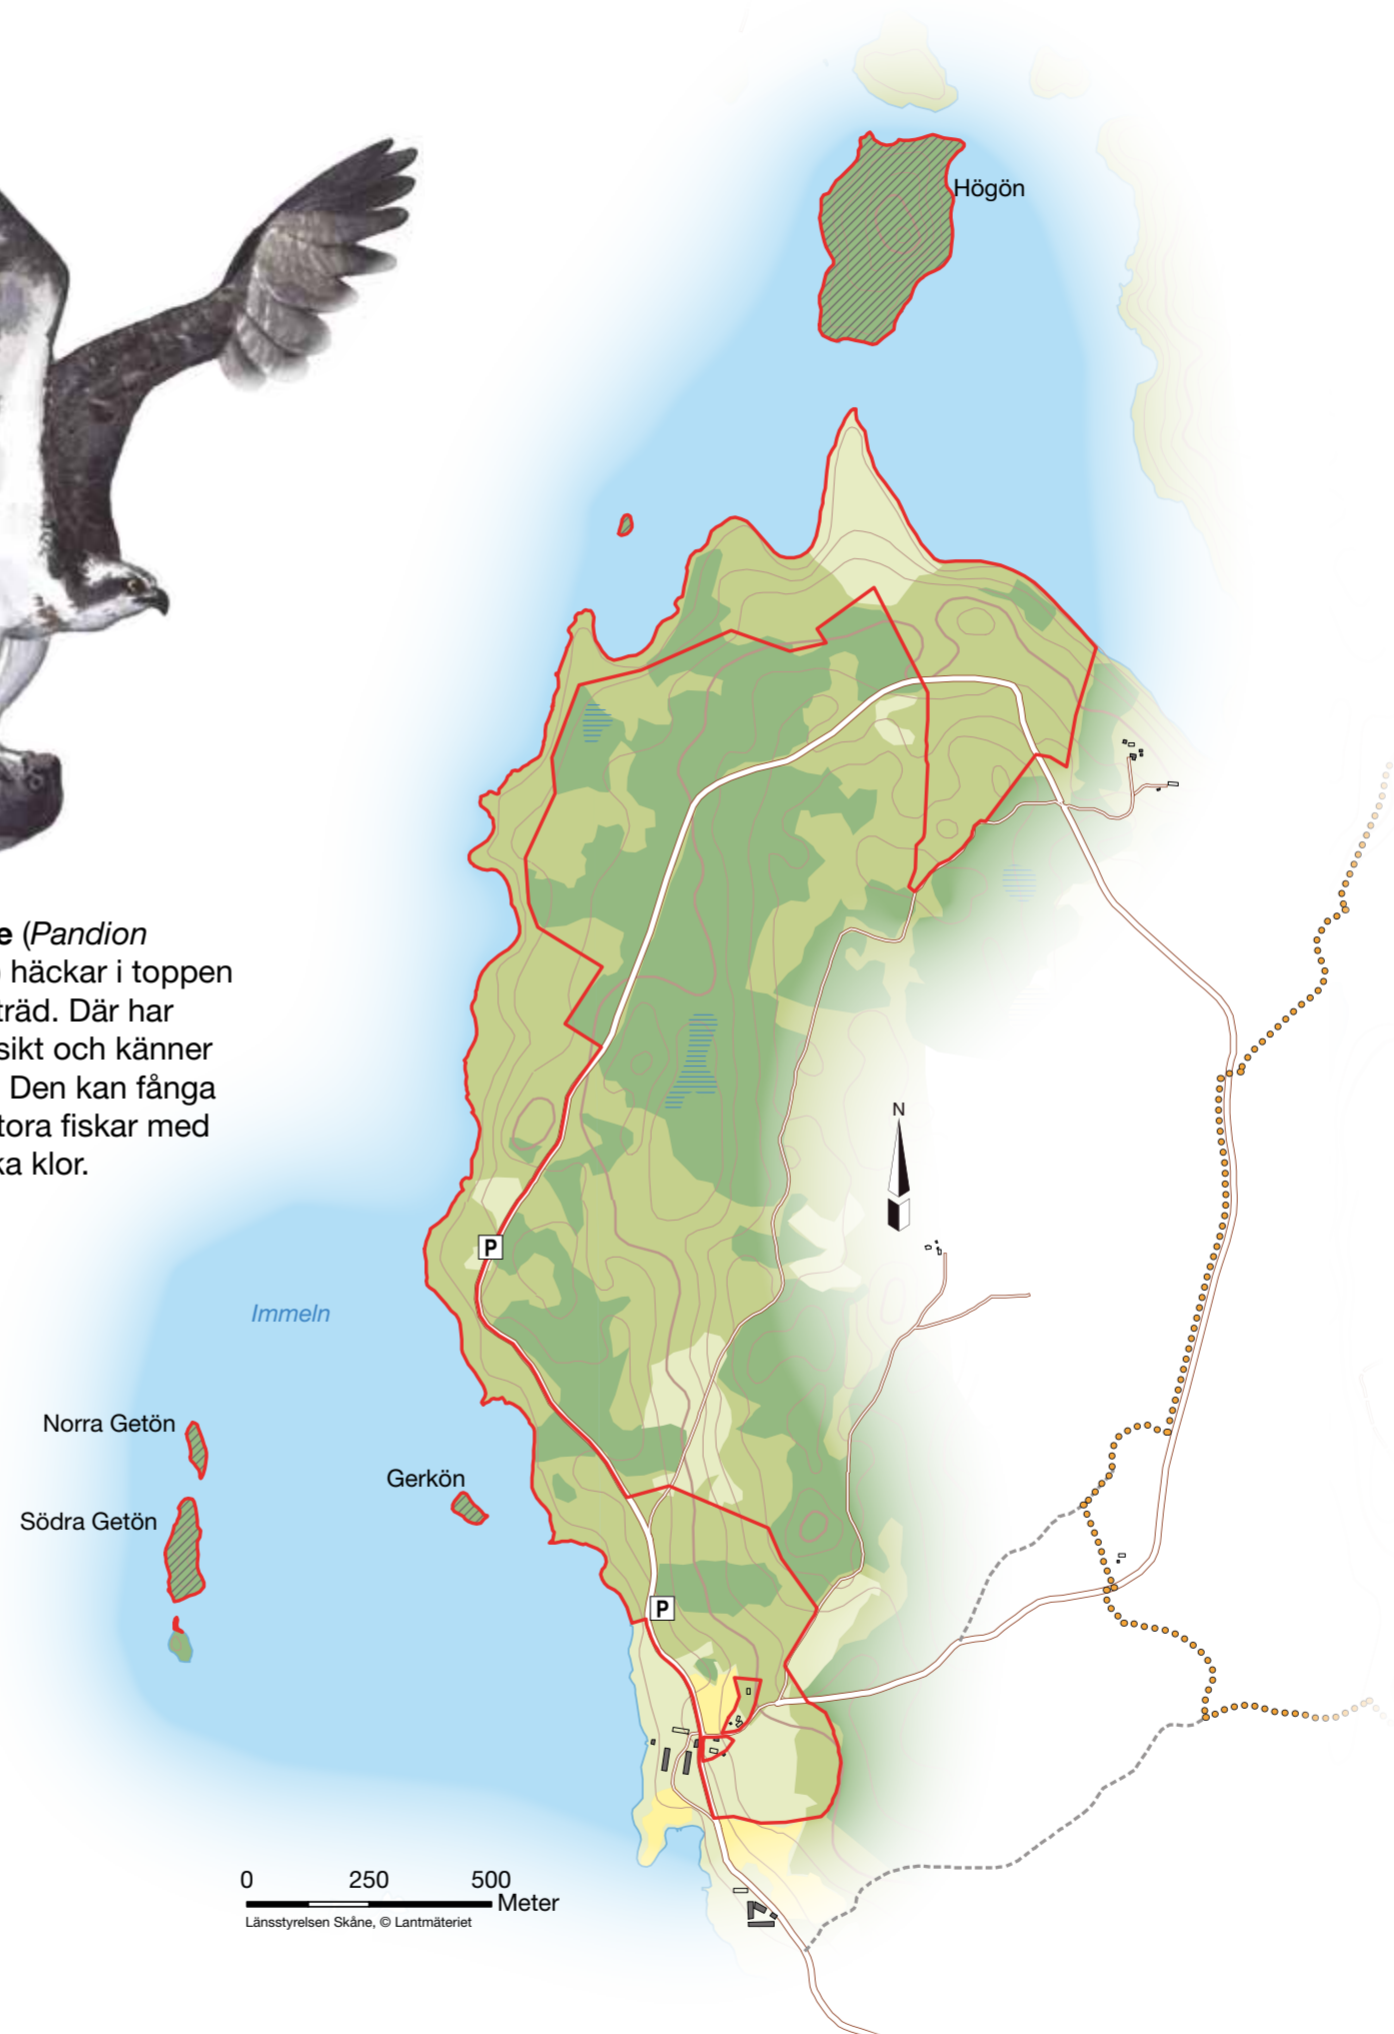 Högön
e (Pandion
häckar i toppen
träd. Där har
sikt och känner
Den kan fånga
tora fiskar med
ka klor.
N
P
Immeln
Norra Getön
Gerkön
Södra Getön
P
0 250 500
Meter
Länsstyrelsen Skåne, © Lantmäteriet